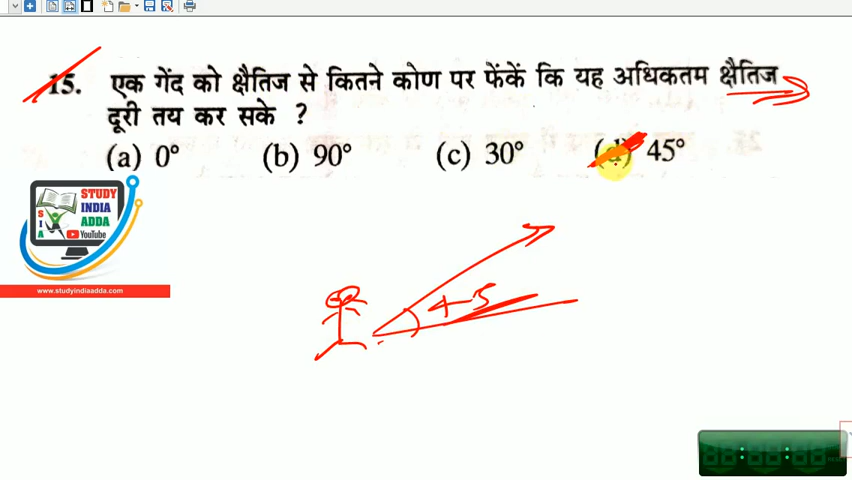 15. एक गेंद को क्षैतिज से कितने कोण पर फेंकें कि यह अधिकतम क्षैतिज
दूरी तय कर सके ?
(a) 0° (b) 90° (c) 30° (d) 45°
STUDY
INDIA
ADDA
YouTube
S
I
A
www.studyindiaadda.com
45